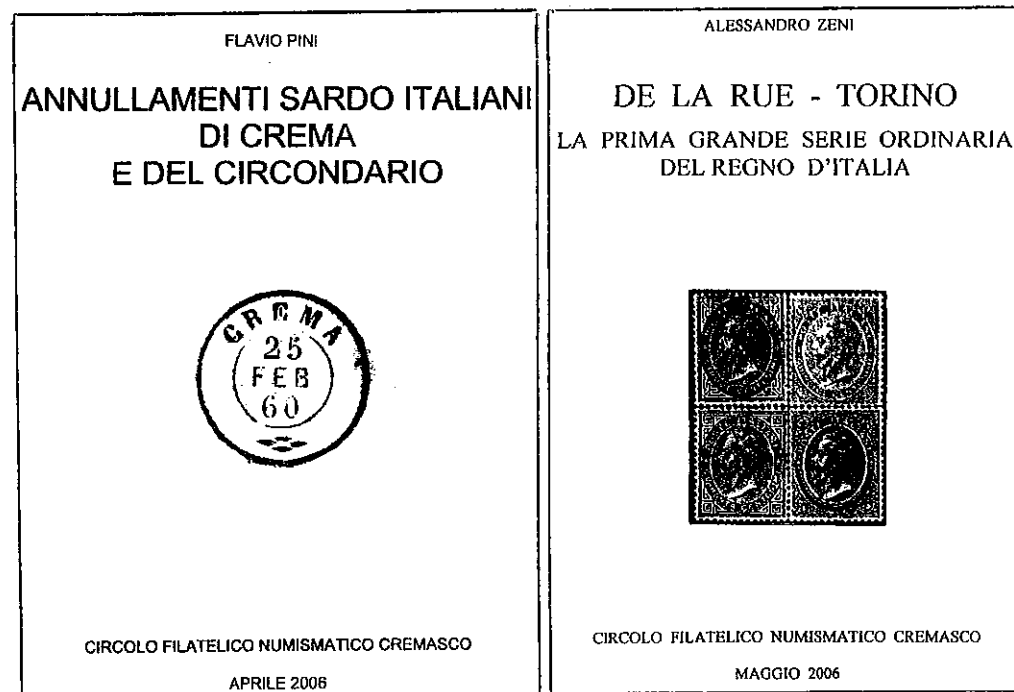 FLAVIO PINI
ANNULLAMENTI SARDO ITALIANI
DI CREMA
E DEL CIRCONDARIO
CREMA
25
FEB
60
CIRCOLO FILATELICO NUMISMATICO CREMASCO
APRILE 2006
ALESSANDRO ZENI
DE LA RUE - TORINO
LA PRIMA GRANDE SERIE ORDINARIA
DEL REGNO D'ITALIA
CIRCOLO FILATELICO NUMISMATICO CREMASCO
MAGGIO 2006